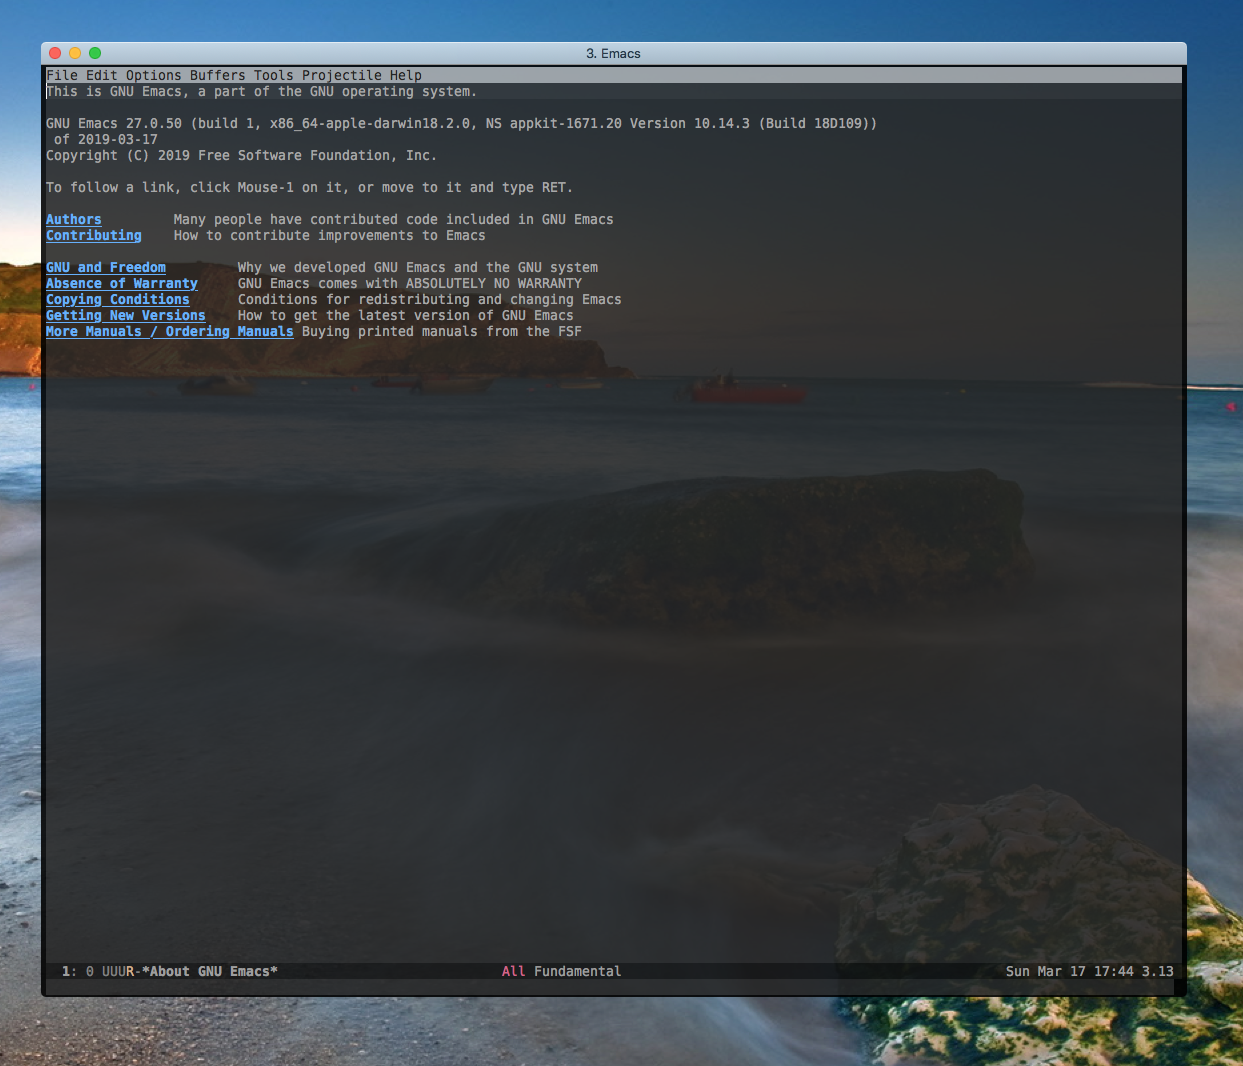 3. Emacs
File Edit Options Buffers Tools Projectile Help
This is GNU Emacs, a part of the GNU operating system.
GNU Emacs 27.0.50 (build 1, x86_64-apple-darwin18.2.0, NS appkit-1671.20 Version 10.14.3 (Build 18D109))
of 2019-03-17
Copyright (C) 2019 Free Software Foundation, Inc.
To follow a link, click Mouse-1 on it, or move to it and type RET.
Authors Many people have contributed code included in GNU Emacs
Contributing How to contribute improvements to Emacs
GNU and Freedom Why we developed GNU Emacs and the GNU system
Absence of Warranty GNU Emacs comes with ABSOLUTELY NO WARRANTY
Copying Conditions Conditions for redistributing and changing Emacs
Getting New Versions How to get the latest version of GNU Emacs
More Manuals / Ordering Manuals Buying printed manuals from the FSF
1: 0 UUUR-*About GNU Emacs* All Fundamental Sun Mar 17 17:44 3.13